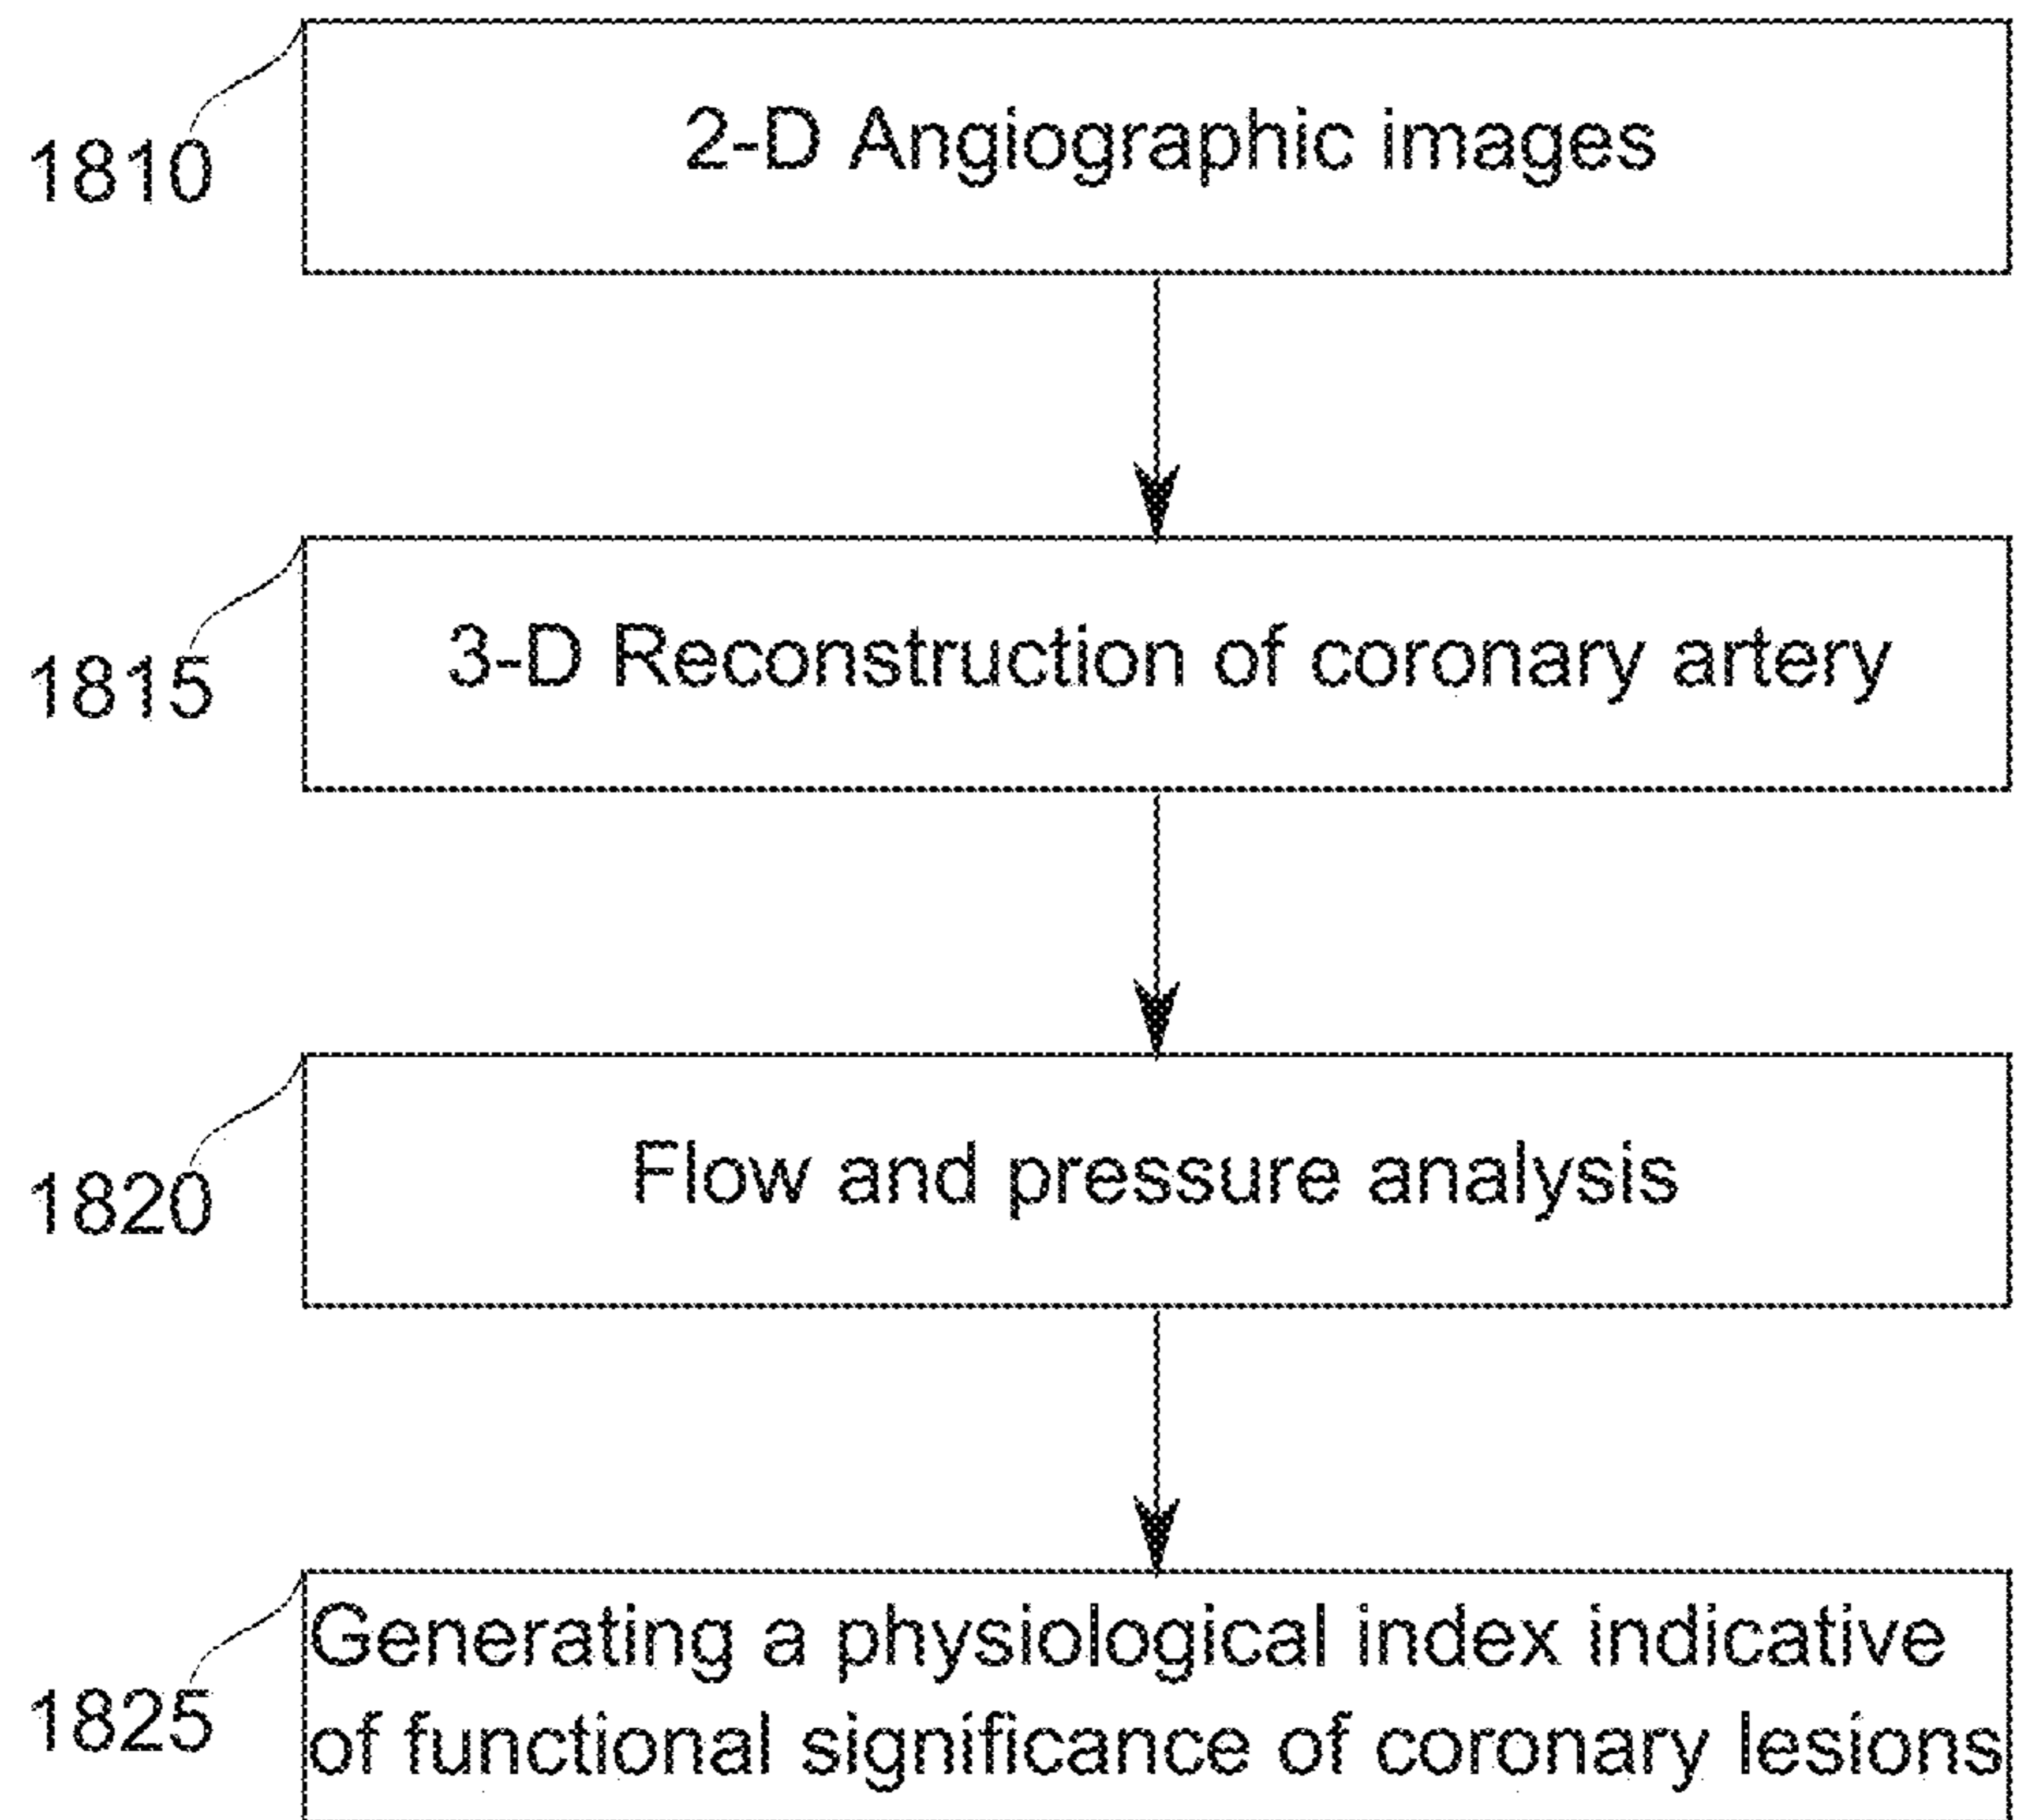 2-D Angiographic images
1810
3-D Reconstruction of coronary artery
1815
Flow and pressure analysis
1820
Generating a physiological index indicative
of functional significance of coronary lesions
1825